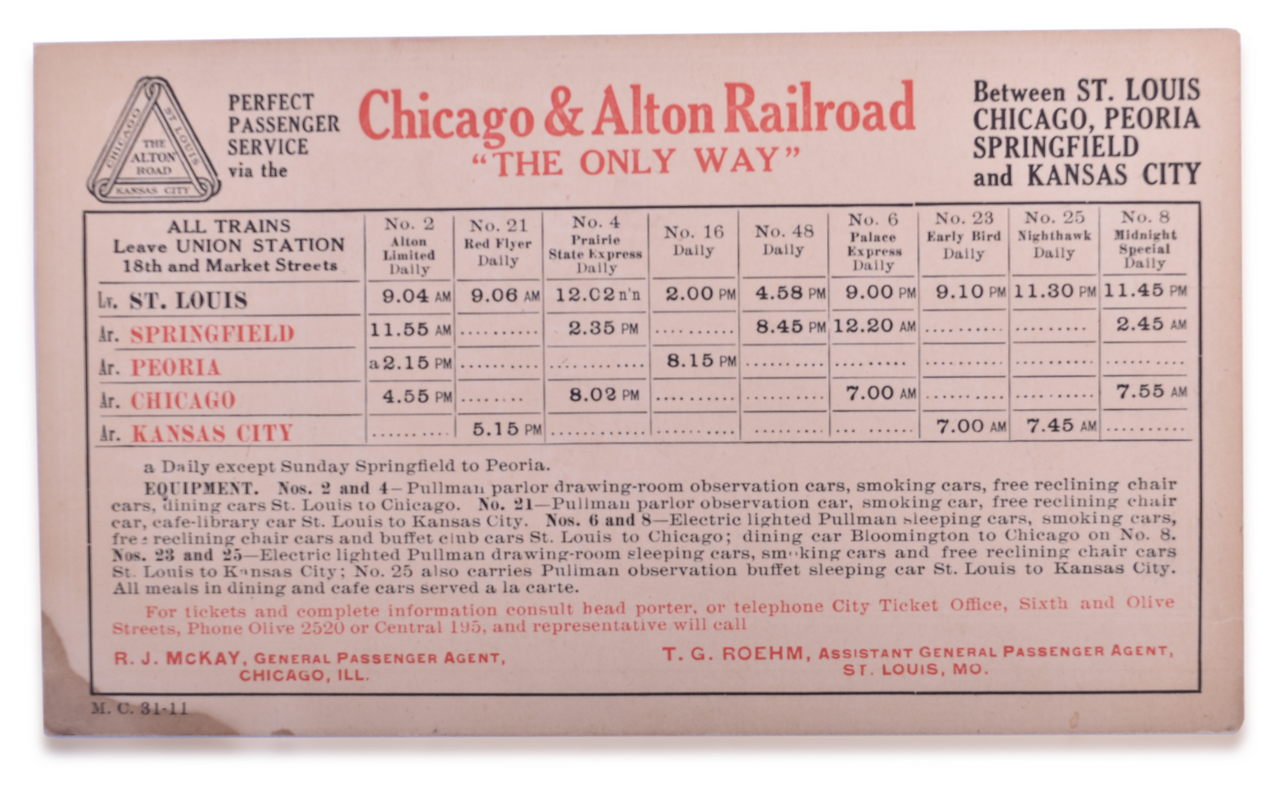 CHICAGO
ST. LOUIS
KANSAS CITY
THE
ALTON
ROAD
PERFECT
PASSENGER
SERVICE
via the
Chicago & Alton Railroad
"THE ONLY WAY"
Between ST. LOUIS
CHICAGO, PEORIA
SPRINGFIELD
and KANSAS CITY
ALL TRAINS
Leave UNION STATION
18th and Market Streets
No. 2
Alton
Limited
Daily
No. 21
Red Flyer
Daily
No. 4
Prairie
State Express
Daily
No. 16
Daily
No. 48
Daily
No. 6
Palace
Express
Daily
No. 23
Early Bird
Daily
No. 25
Nighthawk
Daily
No. 8
Midnight
Special
Daily
Lv. ST. LOUIS 9.04 AM 9.06 AM 12.02 n'n 2.00 PM 4.58 PM 9.00 PM 9.10 PM 11.30 PM 11.45 PM
Ar. SPRINGFIELD 11.55 AM .......... 2.35 PM .......... 8.45 PM 12.20 AM .......... .......... 2.45 AM
Ar. PEORIA a2.15 PM .......... .......... 8.15 PM .......... .......... .......... .......... ..........
Ar. CHICAGO 4.55 PM ........ 8.02 PM .......... .......... 7.00 AM .......... .......... 7.55 AM
Ar. KANSAS CITY ......... 5.15 PM .......... .......... .......... .......... 7.00 AM 7.45 AM .........
a Daily except Sunday Springfield to Peoria.
EQUIPMENT. Nos. 2 and 4—Pullman parlor drawing-room observation cars, smoking cars, free reclining chair
cars, dining cars St. Louis to Chicago. No. 21—Pullman parlor observation car, smoking car, free reclining chair
car, cafe-library car St. Louis to Kansas City. Nos. 6 and 8—Electric lighted Pullman sleeping cars, smoking cars,
free reclining chair cars and buffet club cars St. Louis to Chicago; dining car Bloomington to Chicago on No. 8.
Nos. 23 and 25—Electric lighted Pullman drawing-room sleeping cars, smoking cars and free reclining chair cars
St. Louis to Kansas City; No. 25 also carries Pullman observation buffet sleeping car St. Louis to Kansas City.
All meals in dining and cafe cars served a la carte.
For tickets and complete information consult head porter, or telephone City Ticket Office, Sixth and Olive
Streets, Phone Olive 2520 or Central 195, and representative will call
R. J. McKAY, GENERAL PASSENGER AGENT,
CHICAGO, ILL.
T. G. ROEHM, ASSISTANT GENERAL PASSENGER AGENT,
ST. LOUIS, MO.
M. C. 31-11